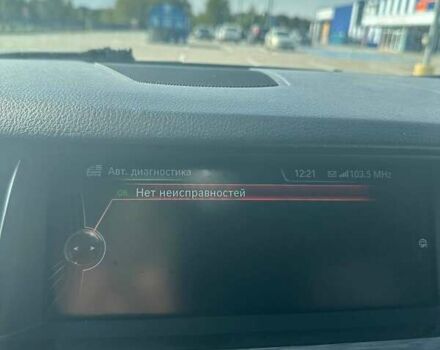 Авт. диагностика 12:21 103.5 MHz
OK Нет неисправностей